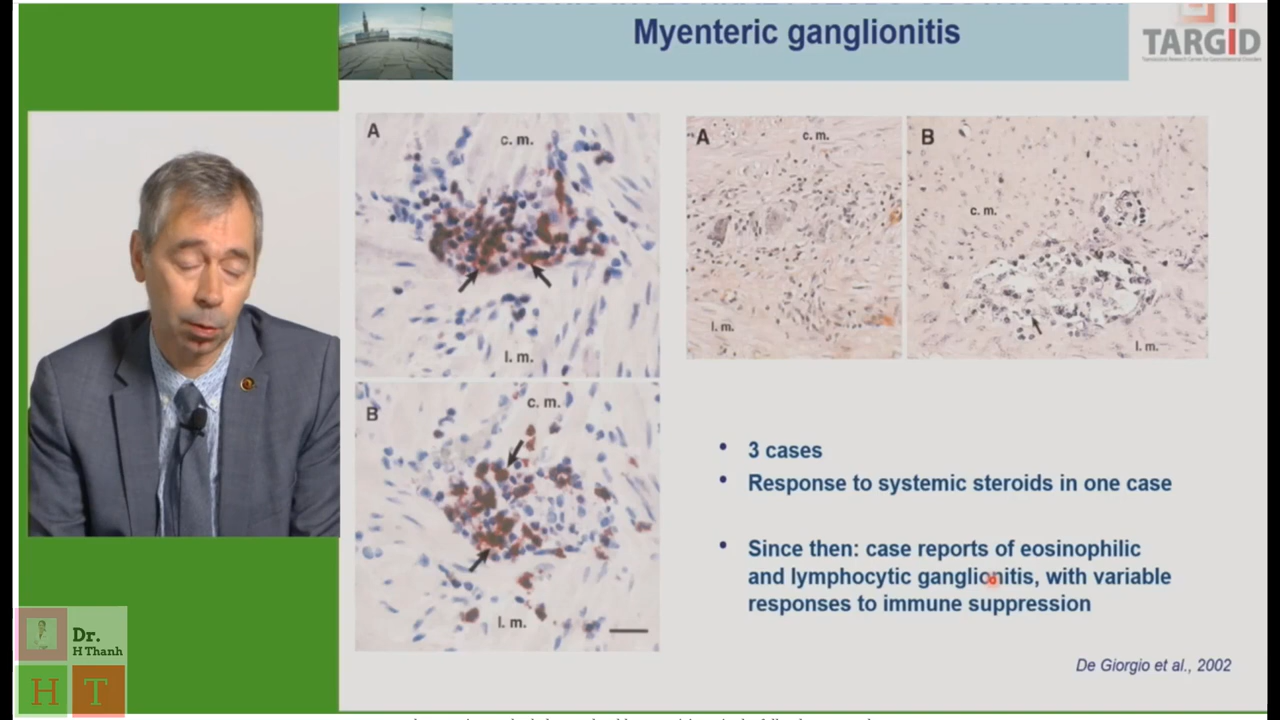 Myenteric ganglionitis
TARGID
A
c. m.
l. m.
B
c. m.
l. m.
A
c. m.
l. m.
B
c. m.
l. m.
• 3 cases
• Response to systemic steroids in one case
• Since then: case reports of eosinophilic
and lymphocytic ganglionitis, with variable
responses to immune suppression
De Giorgio et al., 2002
Dr.
H Thanh
H T